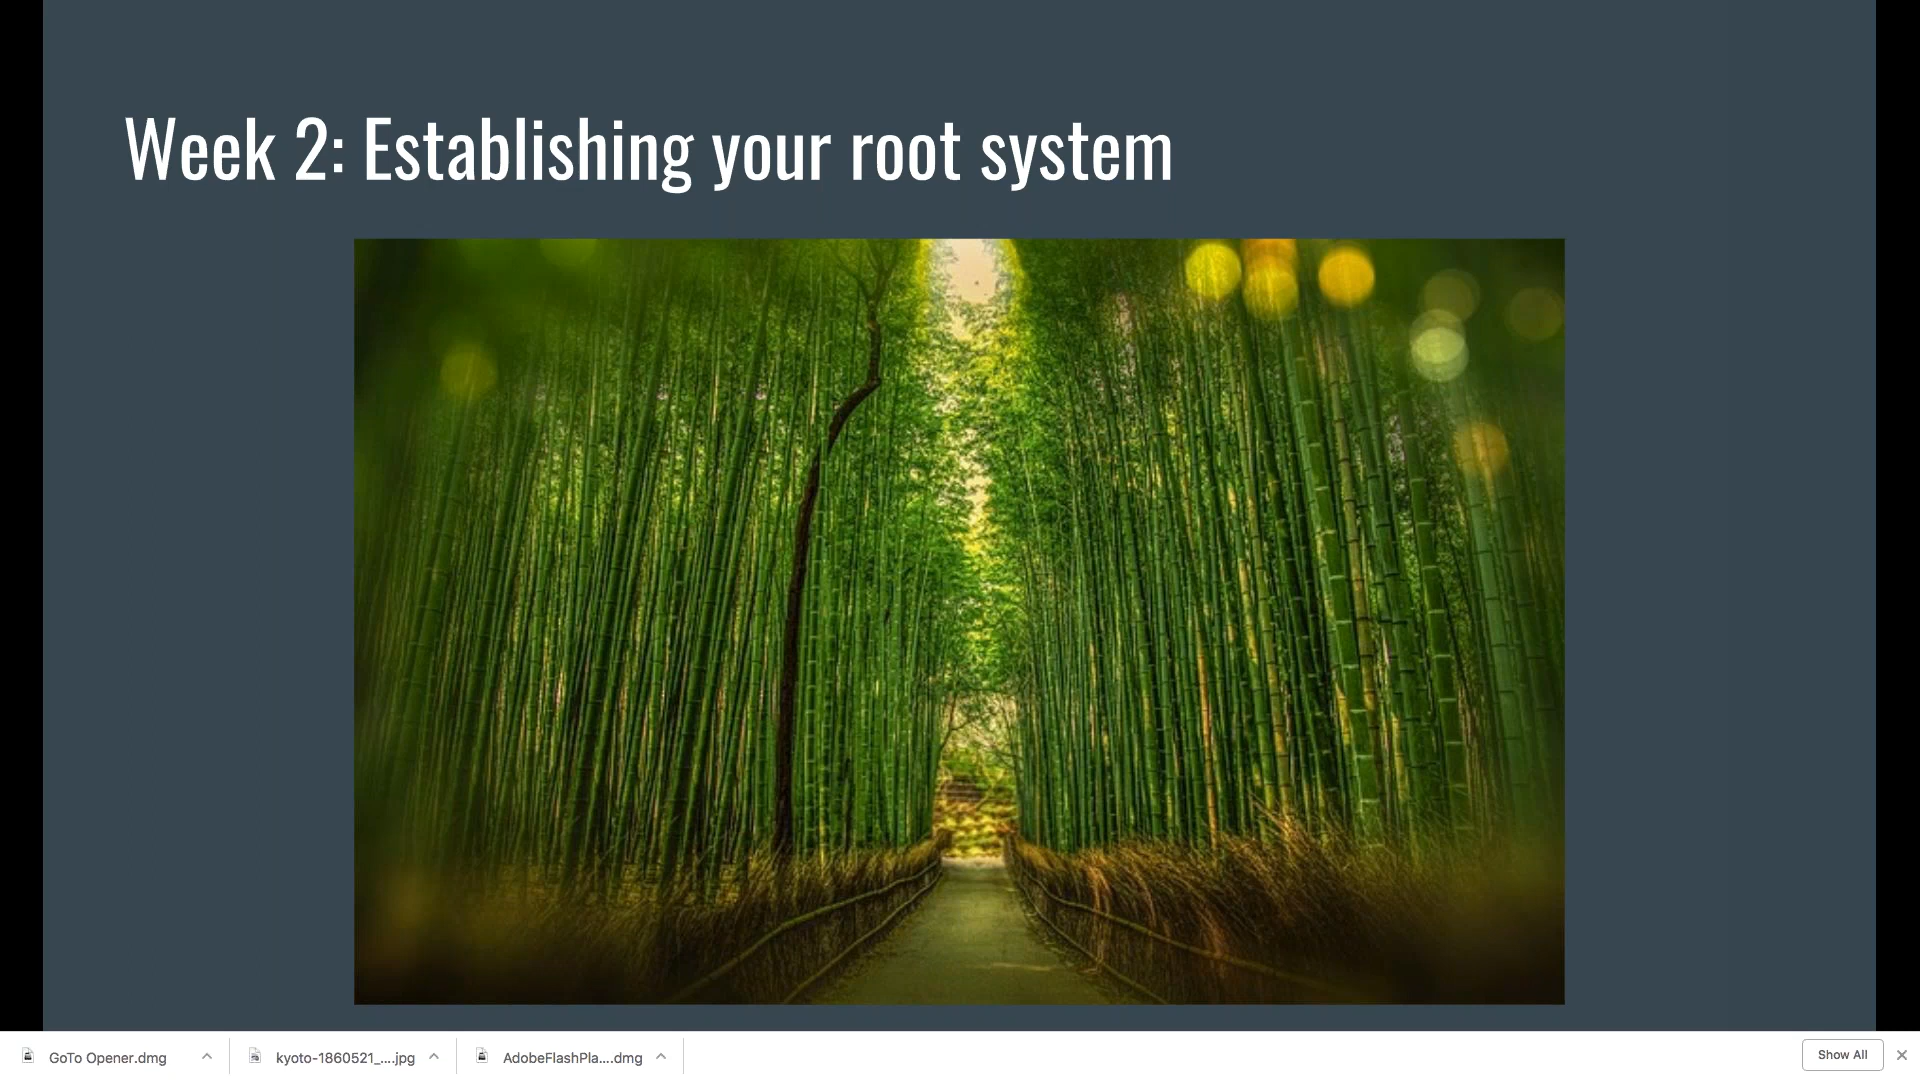 Week 2: Establishing your root system
GoTo Opener.dmg
kyoto-1860521_....jpg
AdobeFlashPla....dmg
Show All